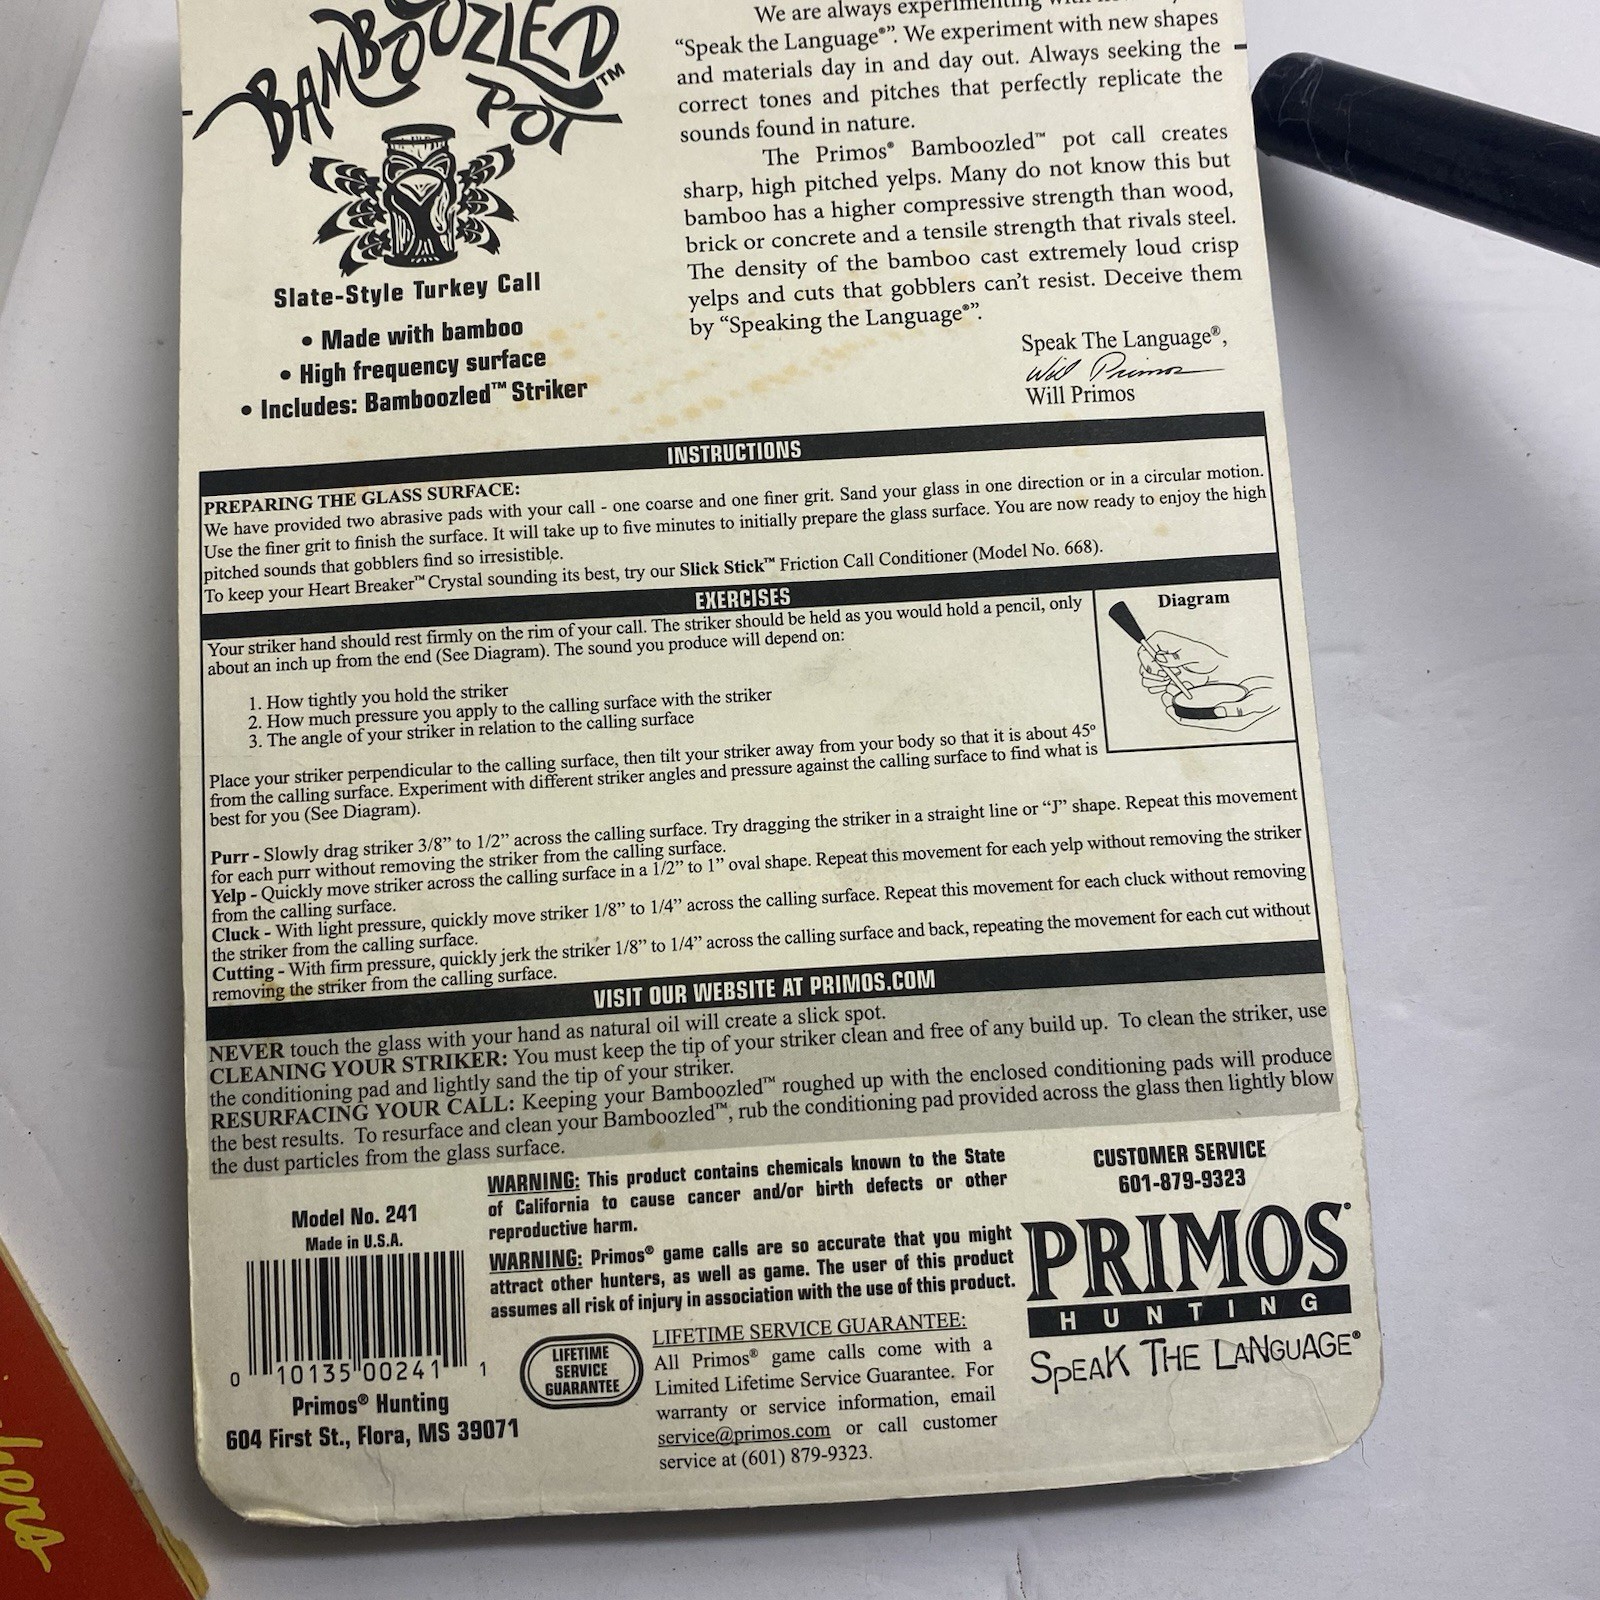 BAMBOOZLED
POT™
Slate-Style Turkey Call
• Made with bamboo
• High frequency surface
• Includes: Bamboozled™ Striker
We are always experimenting
“Speak the Language®”. We experiment with new shapes
and materials day in and day out. Always seeking the
correct tones and pitches that perfectly replicate the
sounds found in nature.
The Primos® Bamboozled™ pot call creates
sharp, high pitched yelps. Many do not know this but
bamboo has a higher compressive strength than wood,
brick or concrete and a tensile strength that rivals steel.
The density of the bamboo cast extremely loud crisp
yelps and cuts that gobblers can’t resist. Deceive them
by “Speaking the Language®”.
Speak The Language®,
Will Primos
Will Primos
INSTRUCTIONS
PREPARING THE GLASS SURFACE:
We have provided two abrasive pads with your call - one coarse and one finer grit. Sand your glass in one direction or in a circular motion.
Use the finer grit to finish the surface. It will take up to five minutes to initially prepare the glass surface. You are now ready to enjoy the high
pitched sounds that gobblers find so irresistible.
To keep your Heart Breaker™ Crystal sounding its best, try our Slick Stick™ Friction Call Conditioner (Model No. 668).
EXERCISES
Your striker hand should rest firmly on the rim of your call. The striker should be held as you would hold a pencil, only
about an inch up from the end (See Diagram). The sound you produce will depend on:
1. How tightly you hold the striker
2. How much pressure you apply to the calling surface with the striker
3. The angle of your striker in relation to the calling surface
Diagram
Place your striker perpendicular to the calling surface, then tilt your striker away from your body so that it is about 45°
from the calling surface. Experiment with different striker angles and pressure against the calling surface to find what is
best for you (See Diagram).
Purr - Slowly drag striker 3/8” to 1/2” across the calling surface. Try dragging the striker in a straight line or “J” shape. Repeat this movement
for each purr without removing the striker from the calling surface.
Yelp - Quickly move striker across the calling surface in a 1/2” to 1” oval shape. Repeat this movement for each yelp without removing the striker
from the calling surface.
Cluck - With light pressure, quickly move striker 1/8” to 1/4” across the calling surface. Repeat this movement for each cluck without removing
the striker from the calling surface.
Cutting - With firm pressure, quickly jerk the striker 1/8” to 1/4” across the calling surface and back, repeating the movement for each cut without
removing the striker from the calling surface.
VISIT OUR WEBSITE AT PRIMOS.COM
NEVER touch the glass with your hand as natural oil will create a slick spot.
CLEANING YOUR STRIKER: You must keep the tip of your striker clean and free of any build up. To clean the striker, use
the conditioning pad and lightly sand the tip of your striker.
RESURFACING YOUR CALL: Keeping your Bamboozled™ roughed up with the enclosed conditioning pads will produce
the best results. To resurface and clean your Bamboozled™, rub the conditioning pad provided across the glass then lightly blow
the dust particles from the glass surface.
Model No. 241
Made in U.S.A.
0 10135 00241 1
Primos® Hunting
604 First St., Flora, MS 39071
WARNING: This product contains chemicals known to the State
of California to cause cancer and/or birth defects or other
reproductive harm.
WARNING: Primos® game calls are so accurate that you might
attract other hunters, as well as game. The user of this product
assumes all risk of injury in association with the use of this product.
LIFETIME
SERVICE
GUARANTEE
LIFETIME SERVICE GUARANTEE:
All Primos® game calls come with a
Limited Lifetime Service Guarantee. For
warranty or service information, email
service@primos.com or call customer
service at (601) 879-9323.
CUSTOMER SERVICE
601-879-9323
PRIMOS®
HUNTING
SPEAK THE LANGUAGE®